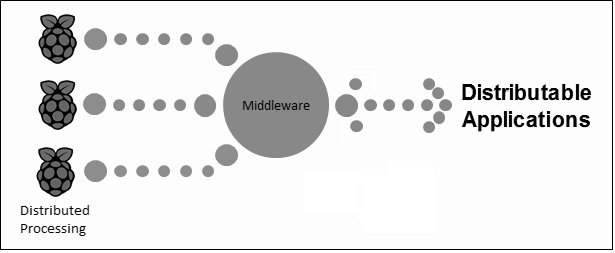 Middleware
Distributable
Applications
Distributed
Processing